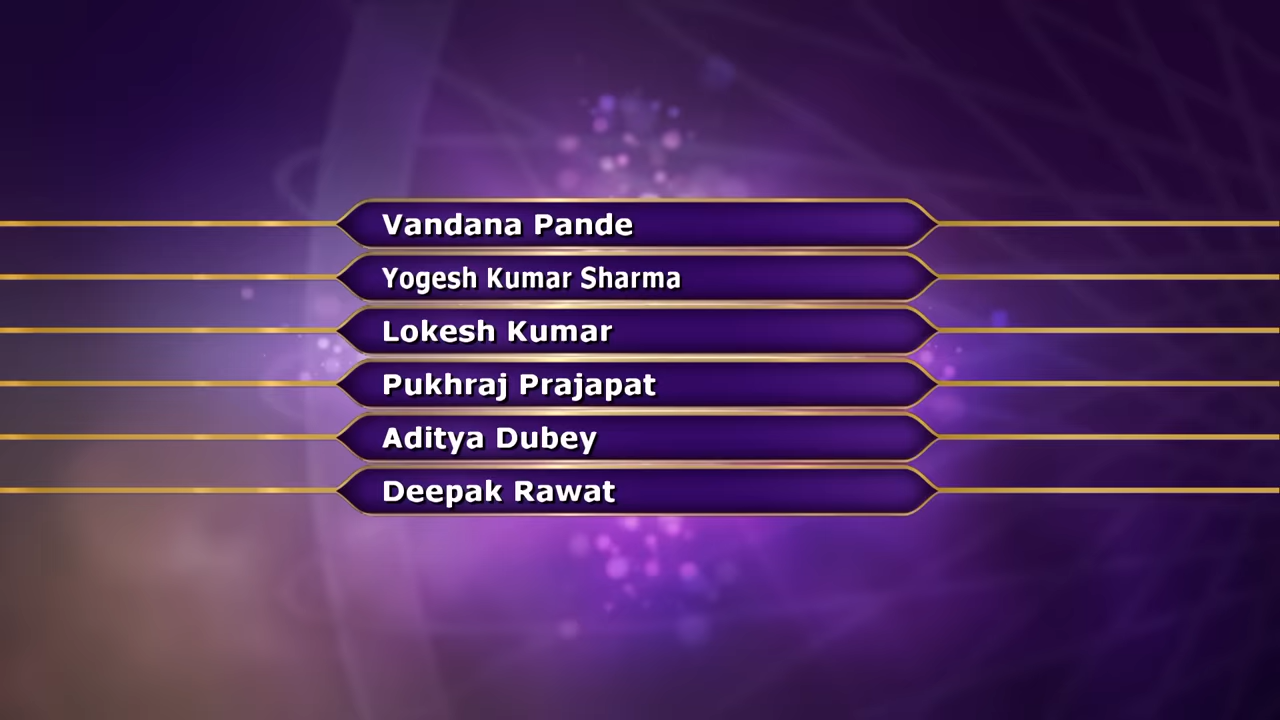 Vandana Pande
Yogesh Kumar Sharma
Lokesh Kumar
Pukhraj Prajapat
Aditya Dubey
Deepak Rawat